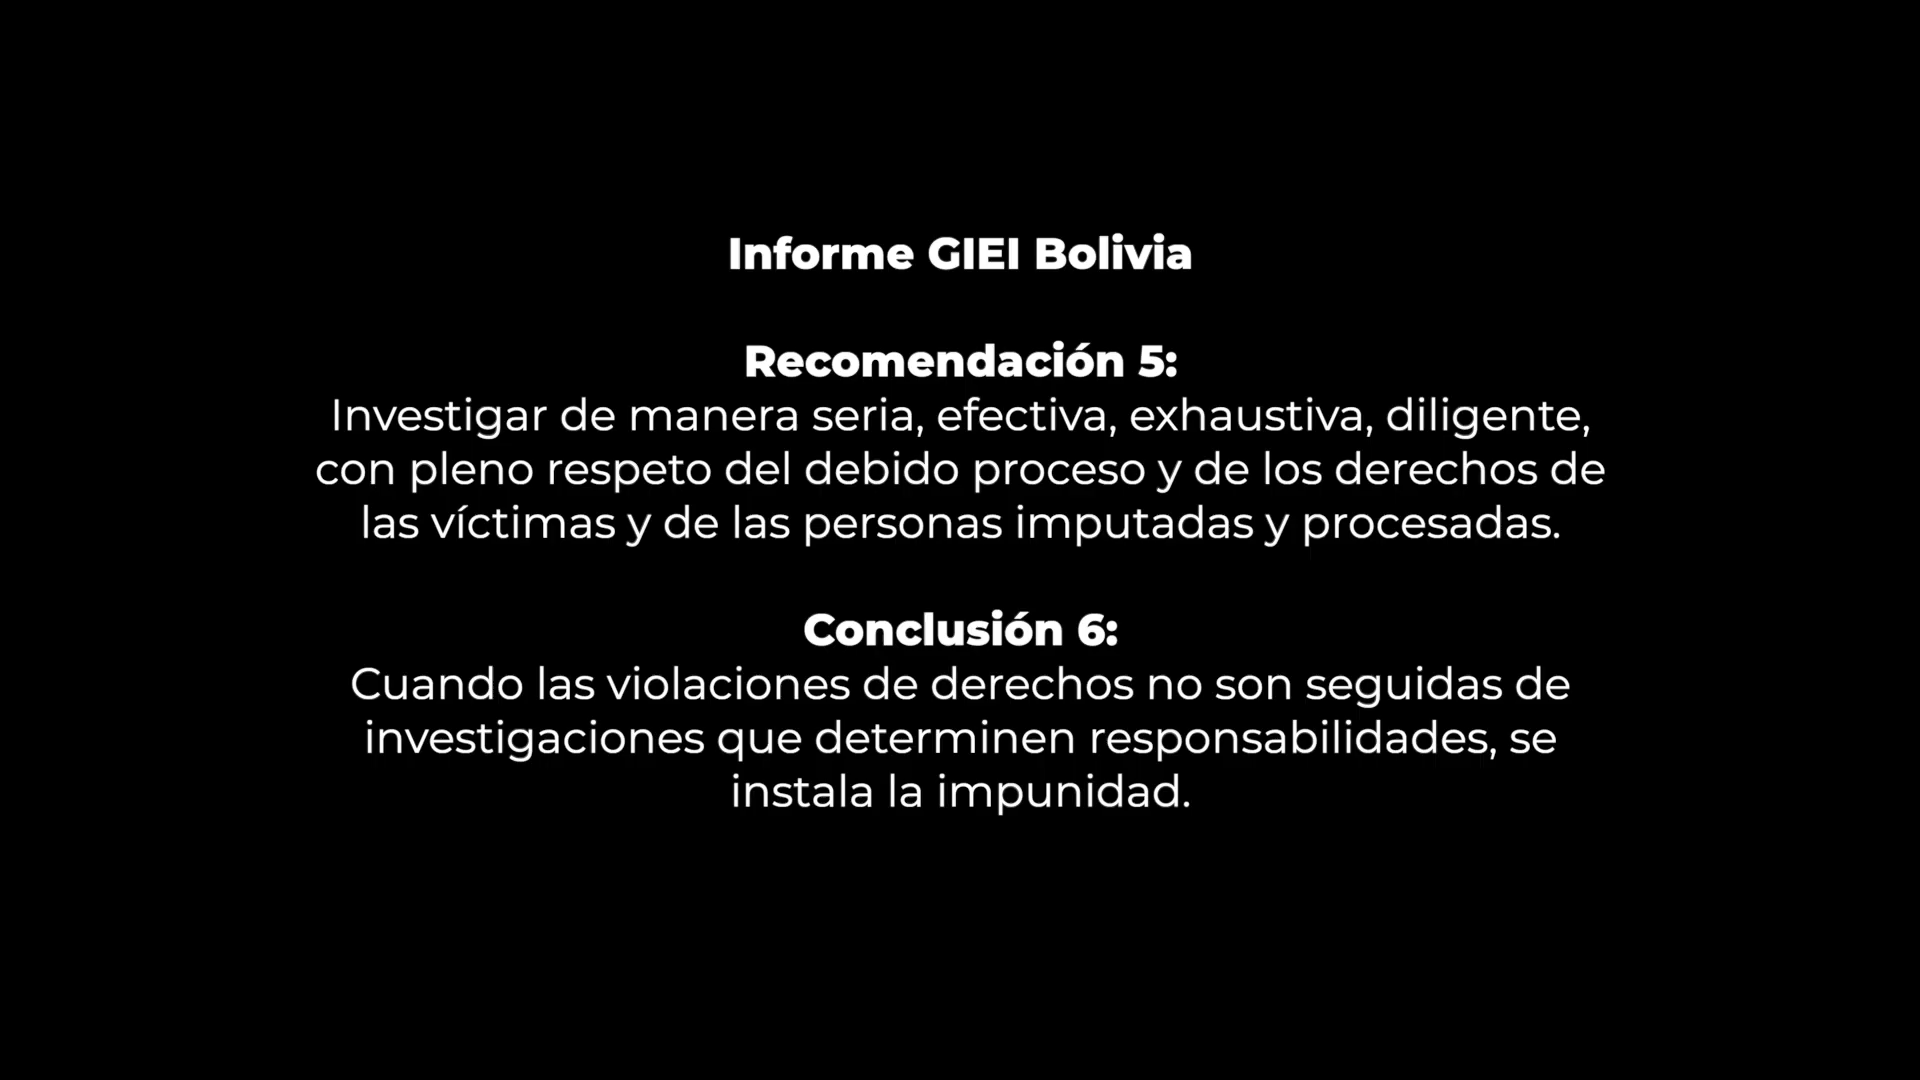 Informe GIEI Bolivia
Recomendación 5:
Investigar de manera seria, efectiva, exhaustiva, diligente,
con pleno respeto del debido proceso y de los derechos de
las víctimas y de las personas imputadas y procesadas.
Conclusión 6:
Cuando las violaciones de derechos no son seguidas de
investigaciones que determinen responsabilidades, se
instala la impunidad.